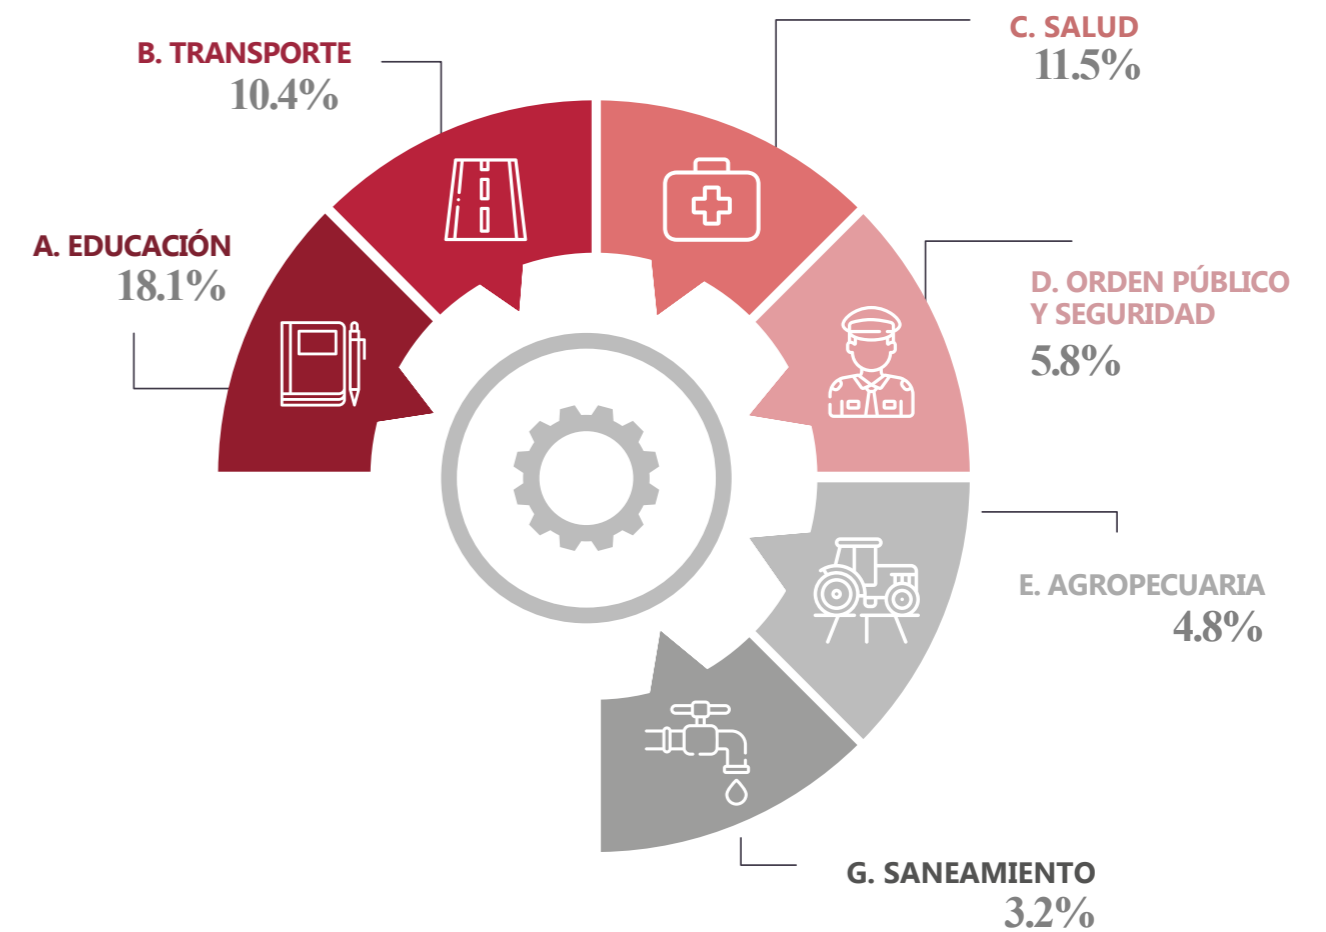 B. TRANSPORTE
10.4%
C. SALUD
11.5%
A. EDUCACIÓN
18.1%
D. ORDEN PÚBLICO
Y SEGURIDAD
5.8%
E. AGROPECUARIA
4.8%
G. SANEAMIENTO
3.2%